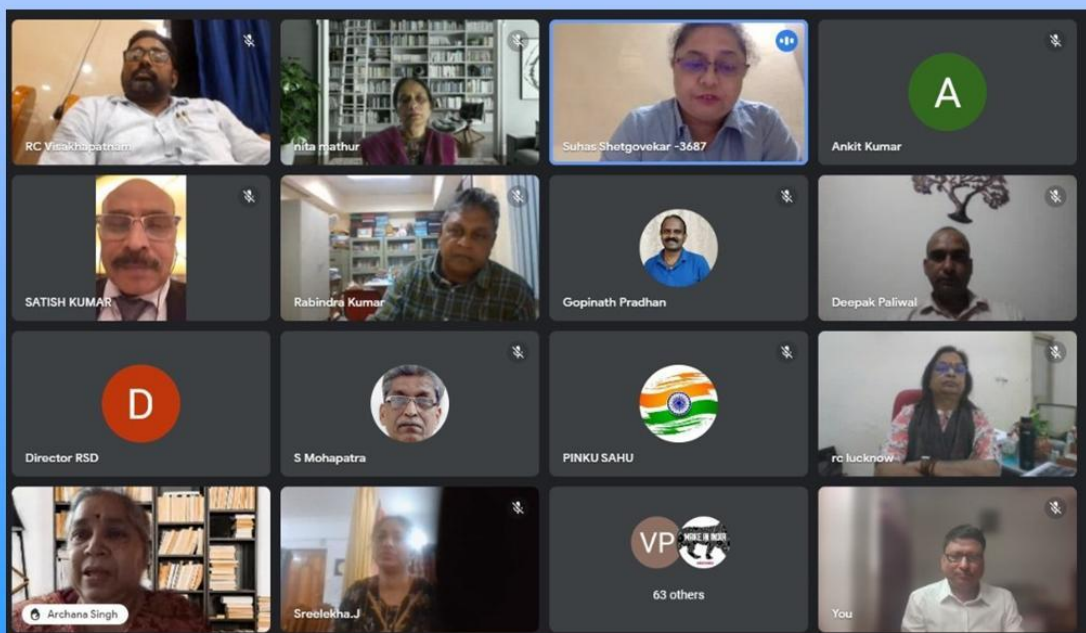 RC Visakhapatnam
nita mathur
Suhas Shetgovekar -3687
A
Ankit Kumar
SATISH KUMAR
Rabindra Kumar
Gopinath Pradhan
Deepak Paliwal
D
Director RSD
S Mohapatra
PINKU SAHU
rc lucknow
Archana Singh
Sreelekha.J
VP
MAKE IN INDIA
63 others
You